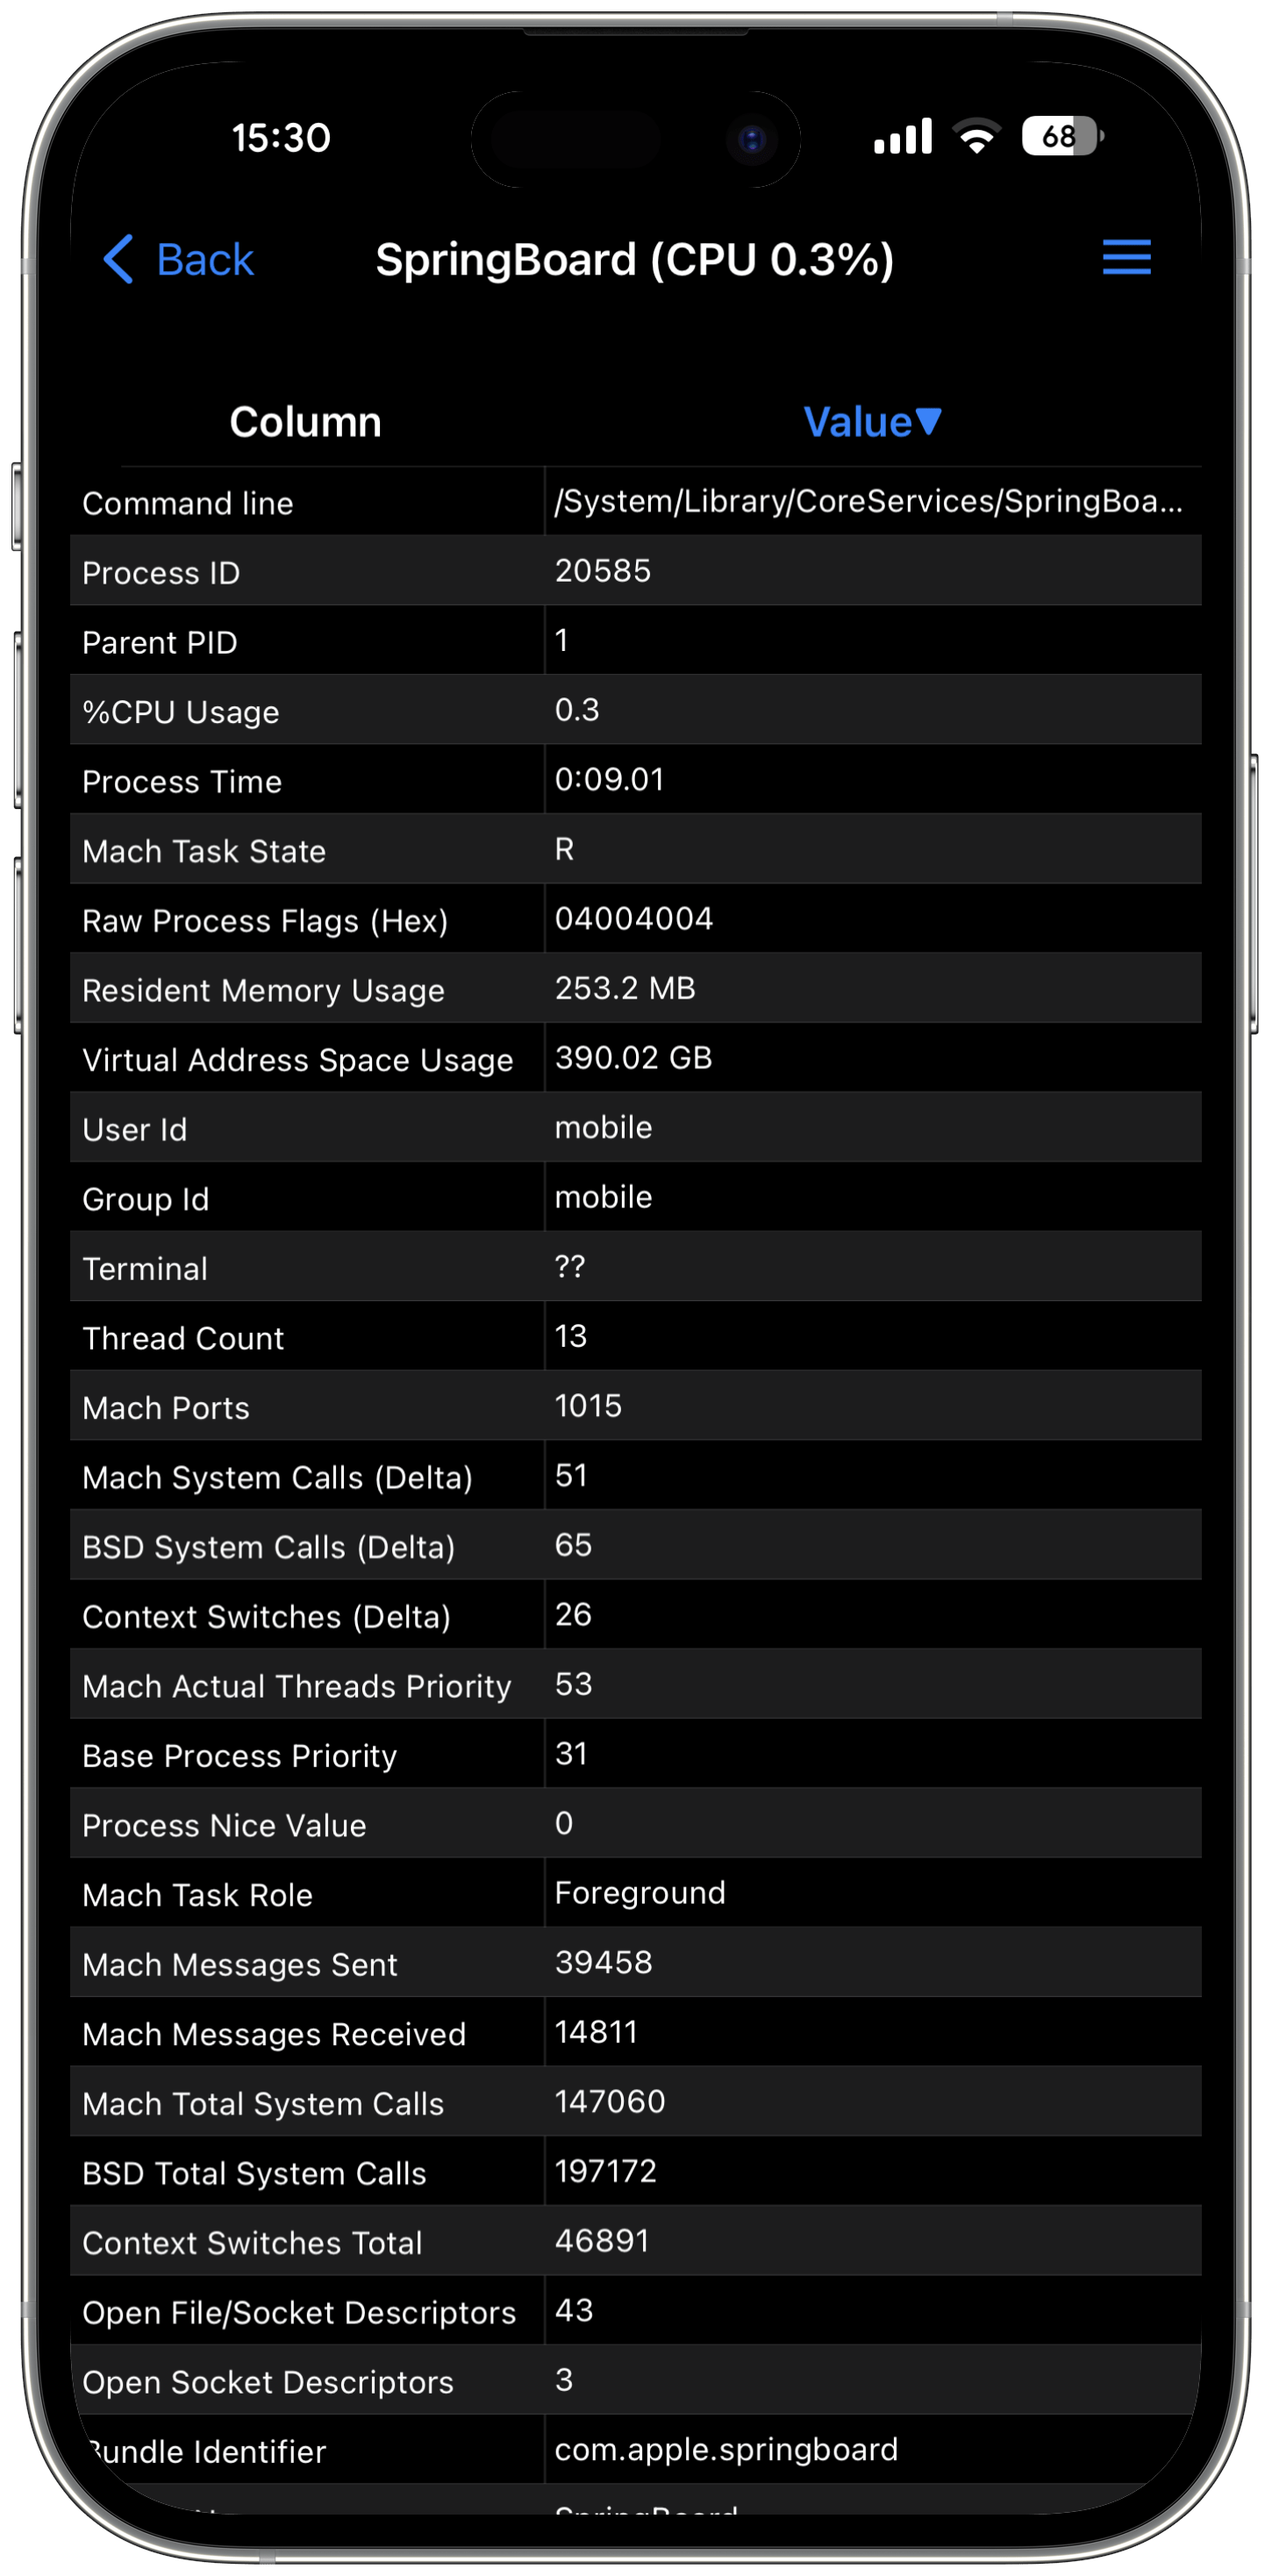 15:30
68
Back
SpringBoard (CPU 0.3%)
Column Value▼
Command line /System/Library/CoreServices/SpringBoa...
Process ID 20585
Parent PID 1
%CPU Usage 0.3
Process Time 0:09.01
Mach Task State R
Raw Process Flags (Hex) 04004004
Resident Memory Usage 253.2 MB
Virtual Address Space Usage 390.02 GB
User Id mobile
Group Id mobile
Terminal ??
Thread Count 13
Mach Ports 1015
Mach System Calls (Delta) 51
BSD System Calls (Delta) 65
Context Switches (Delta) 26
Mach Actual Threads Priority 53
Base Process Priority 31
Process Nice Value 0
Mach Task Role Foreground
Mach Messages Sent 39458
Mach Messages Received 14811
Mach Total System Calls 147060
BSD Total System Calls 197172
Context Switches Total 46891
Open File/Socket Descriptors 43
Open Socket Descriptors 3
Bundle Identifier com.apple.springboard
SpringBoard